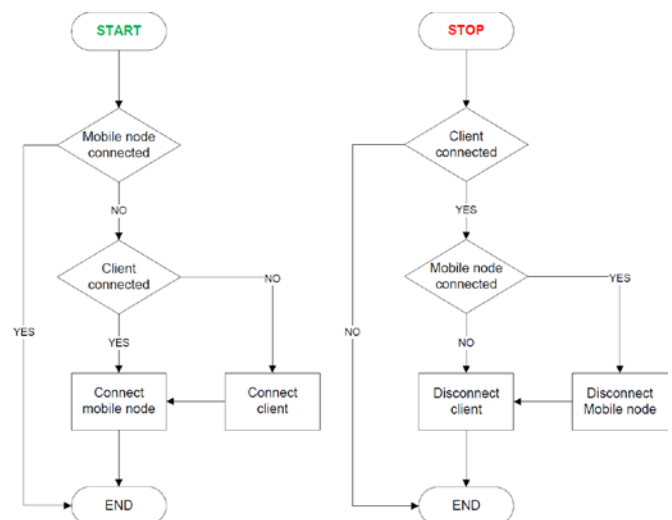 START
Mobile node
connected
NO
Client
connected
NO
YES
YES
Connect
mobile node
Connect
client
END
STOP
Client
connected
YES
Mobile node
connected
YES
NO
NO
Disconnect
client
Disconnect
Mobile node
END